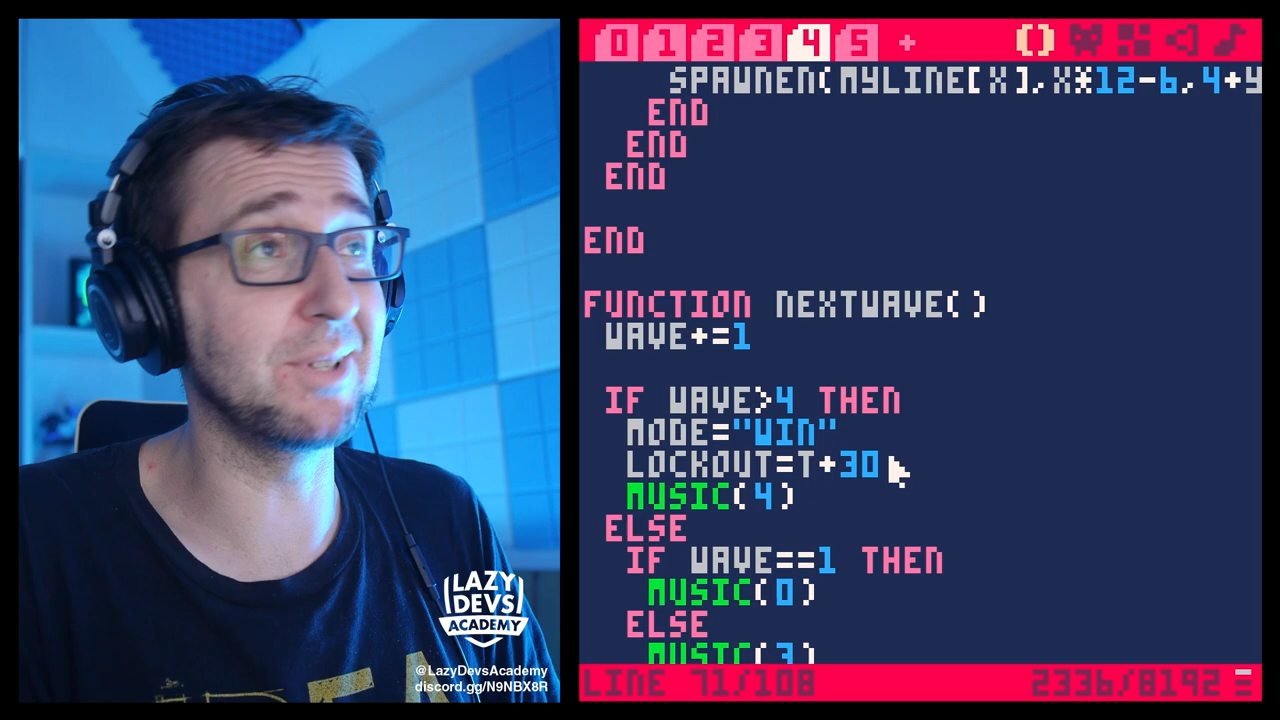 LAZY
DEVS
ACADEMY
@LazyDevsAcademy
discord.gg/N9NBX8R
0 1 2 3 4 5 + ()
SPAWNEN(MYLINE[X],X*12-6,4+Y
END
END
END
END
FUNCTION NEXTWAVE()
WAVE+=1
IF WAVE>4 THEN
MODE="WIN"
LOCKOUT=T+30
MUSIC(4)
ELSE
IF WAVE==1 THEN
MUSIC(0)
ELSE
MUSIC(3)
LINE 71/108
2336/8192